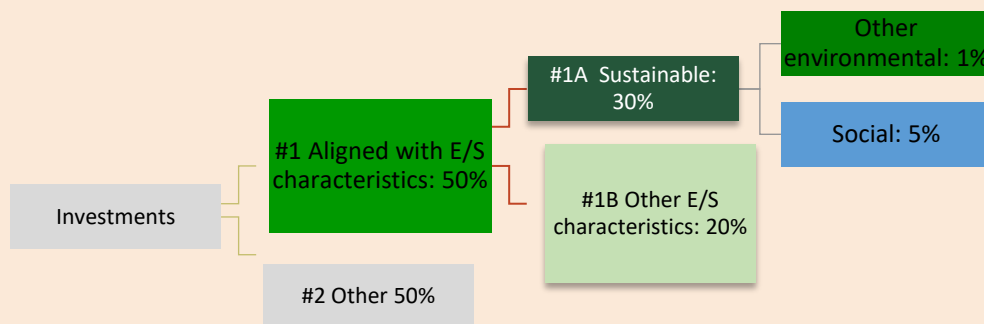 Investments
#1 Aligned with E/S
characteristics: 50%
#2 Other 50%
#1A Sustainable:
30%
#1B Other E/S
characteristics: 20%
Other
environmental: 1%
Social: 5%